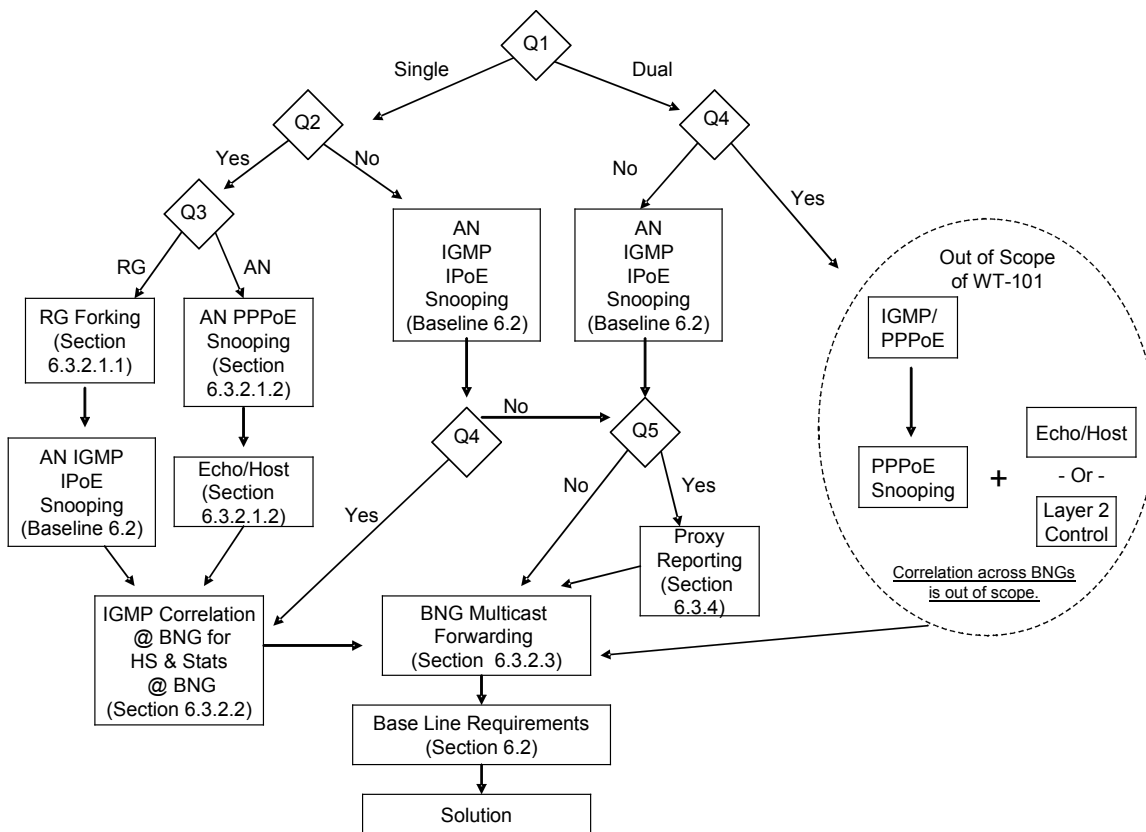 Q1
Single
Dual
Q2
Q4
Yes
No
No
Yes
Q3
RG
AN
RG Forking
(Section
6.3.2.1.1)
AN PPPoE
Snooping
(Section
6.3.2.1.2)
AN
IGMP
IPoE
Snooping
(Baseline 6.2)
AN
IGMP
IPoE
Snooping
(Baseline 6.2)
Out of Scope
of WT-101
IGMP/
PPPoE
AN IGMP
IPoE
Snooping
(Baseline 6.2)
Echo/Host
(Section
6.3.2.1.2)
Q4
No
Q5
PPPoE
Snooping
+
Echo/Host
- Or -
Layer 2
Control
Yes
No
Yes
Proxy
Reporting
(Section
6.3.4)
Correlation across BNGs
is out of scope.
IGMP Correlation
@ BNG for
HS & Stats
@ BNG
(Section 6.3.2.2)
BNG Multicast
Forwarding
(Section 6.3.2.3)
Base Line Requirements
(Section 6.2)
Solution